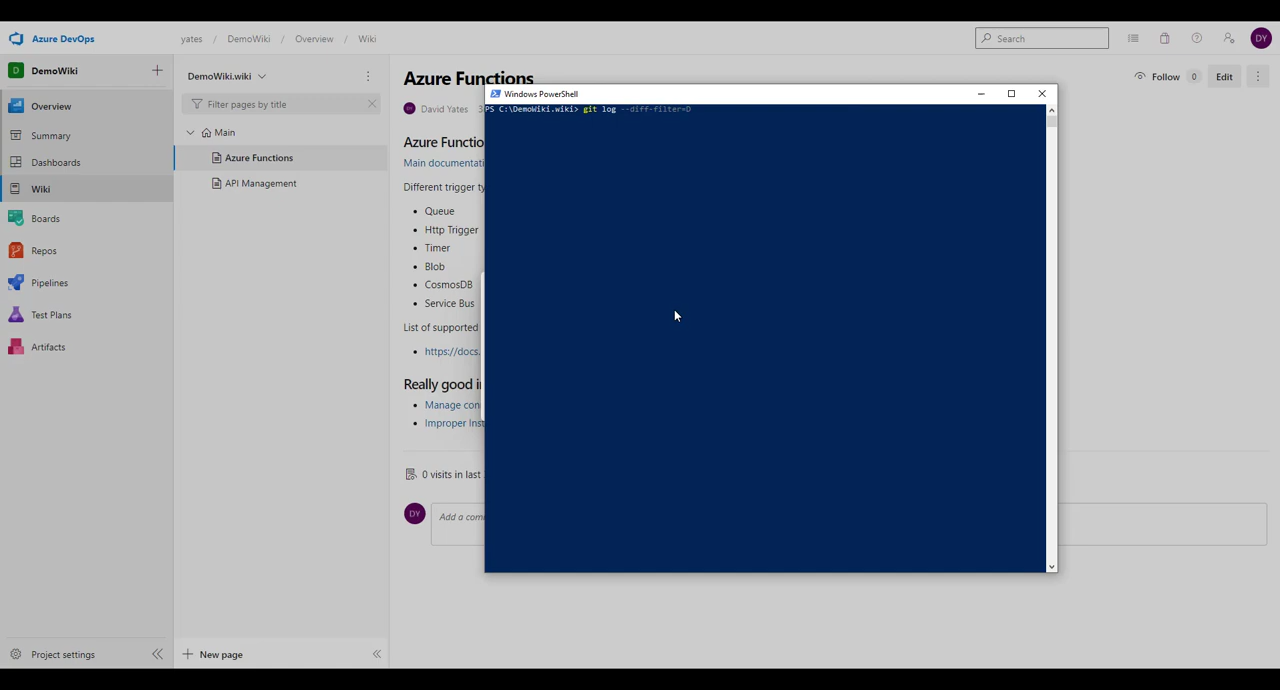 Azure DevOps
yates / DemoWiki / Overview / Wiki
Search
DY
D DemoWiki
Overview
Summary
Dashboards
Wiki
Boards
Repos
Pipelines
Test Plans
Artifacts
Project settings
DemoWiki.wiki
Filter pages by title
Main
Azure Functions
API Management
New page
Azure Functions
Follow 0 Edit
David Yates
Azure Functio
Main documentati
Different trigger ty
Queue
Http Trigger
Timer
Blob
CosmosDB
Service Bus
List of supported
https://docs.
Really good i
Manage con
Improper Inst
0 visits in last
DY
Add a com
Windows PowerShell
PS C:\DemoWiki.wiki> git log --diff-filter=D